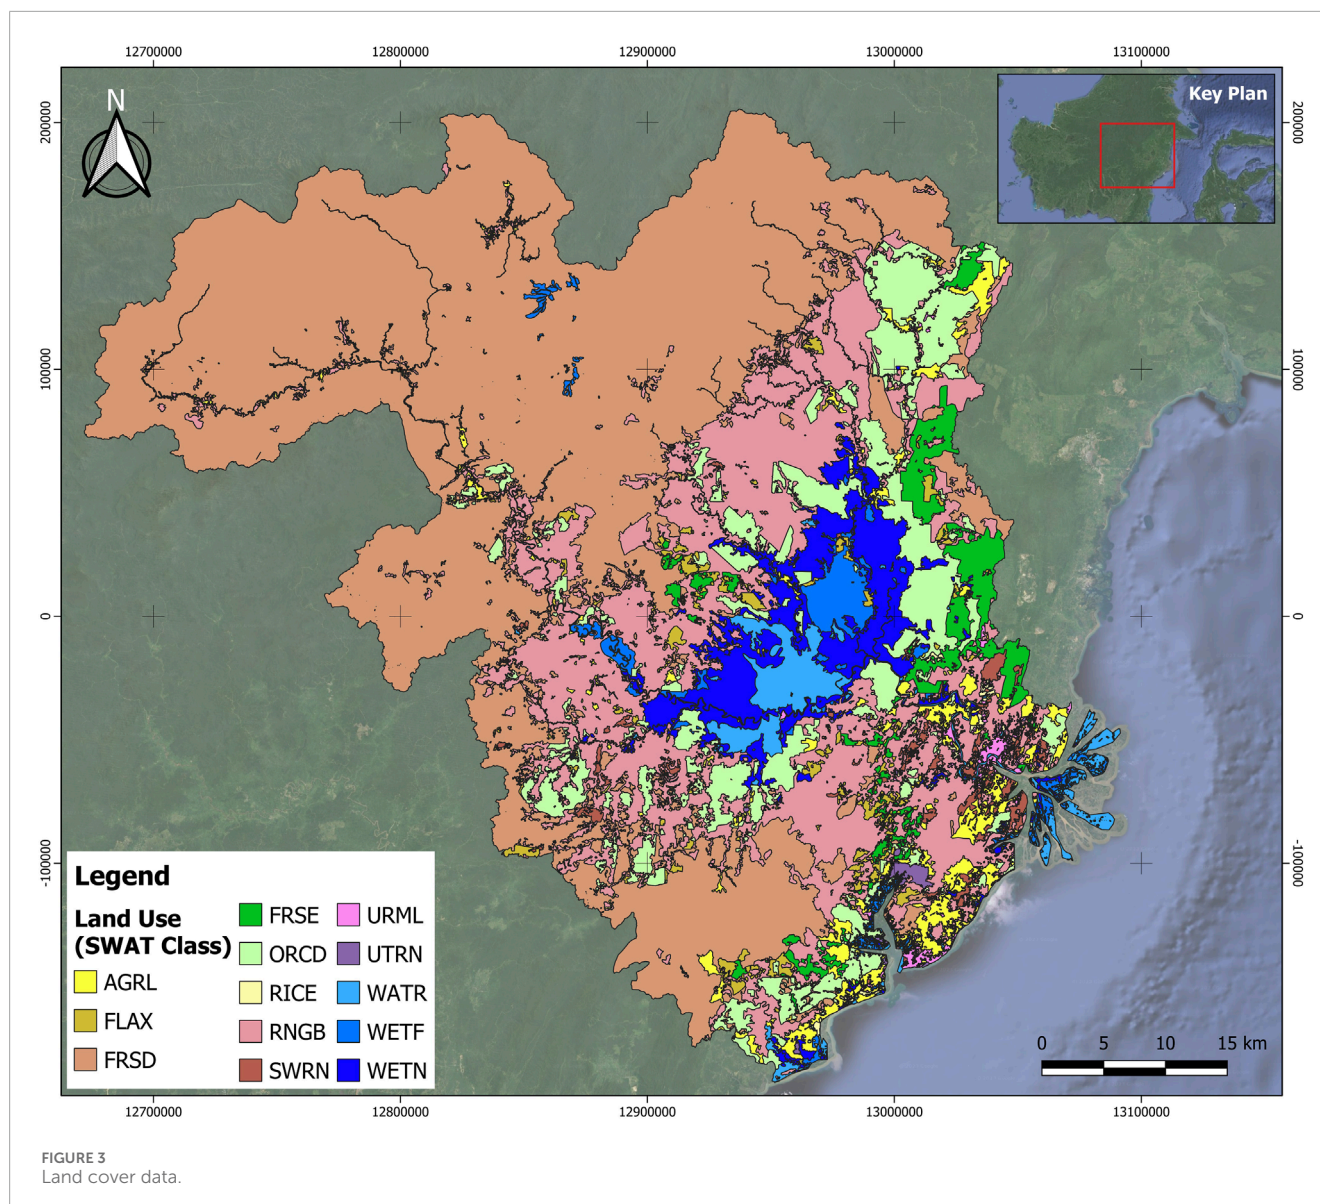 12700000 12800000 12900000 13000000 13100000
N
Key Plan
200000 200000
100000 100000
0 0
-100000 -100000
Legend
Land Use
(SWAT Class)
AGRL
FLAX
FRSD
FRSE
ORCD
RICE
RNGB
SWRN
URML
UTRN
WATR
WETF
WETN
0 5 10 15 km
12700000 12800000 12900000 13000000 13100000
FIGURE 3
Land cover data.